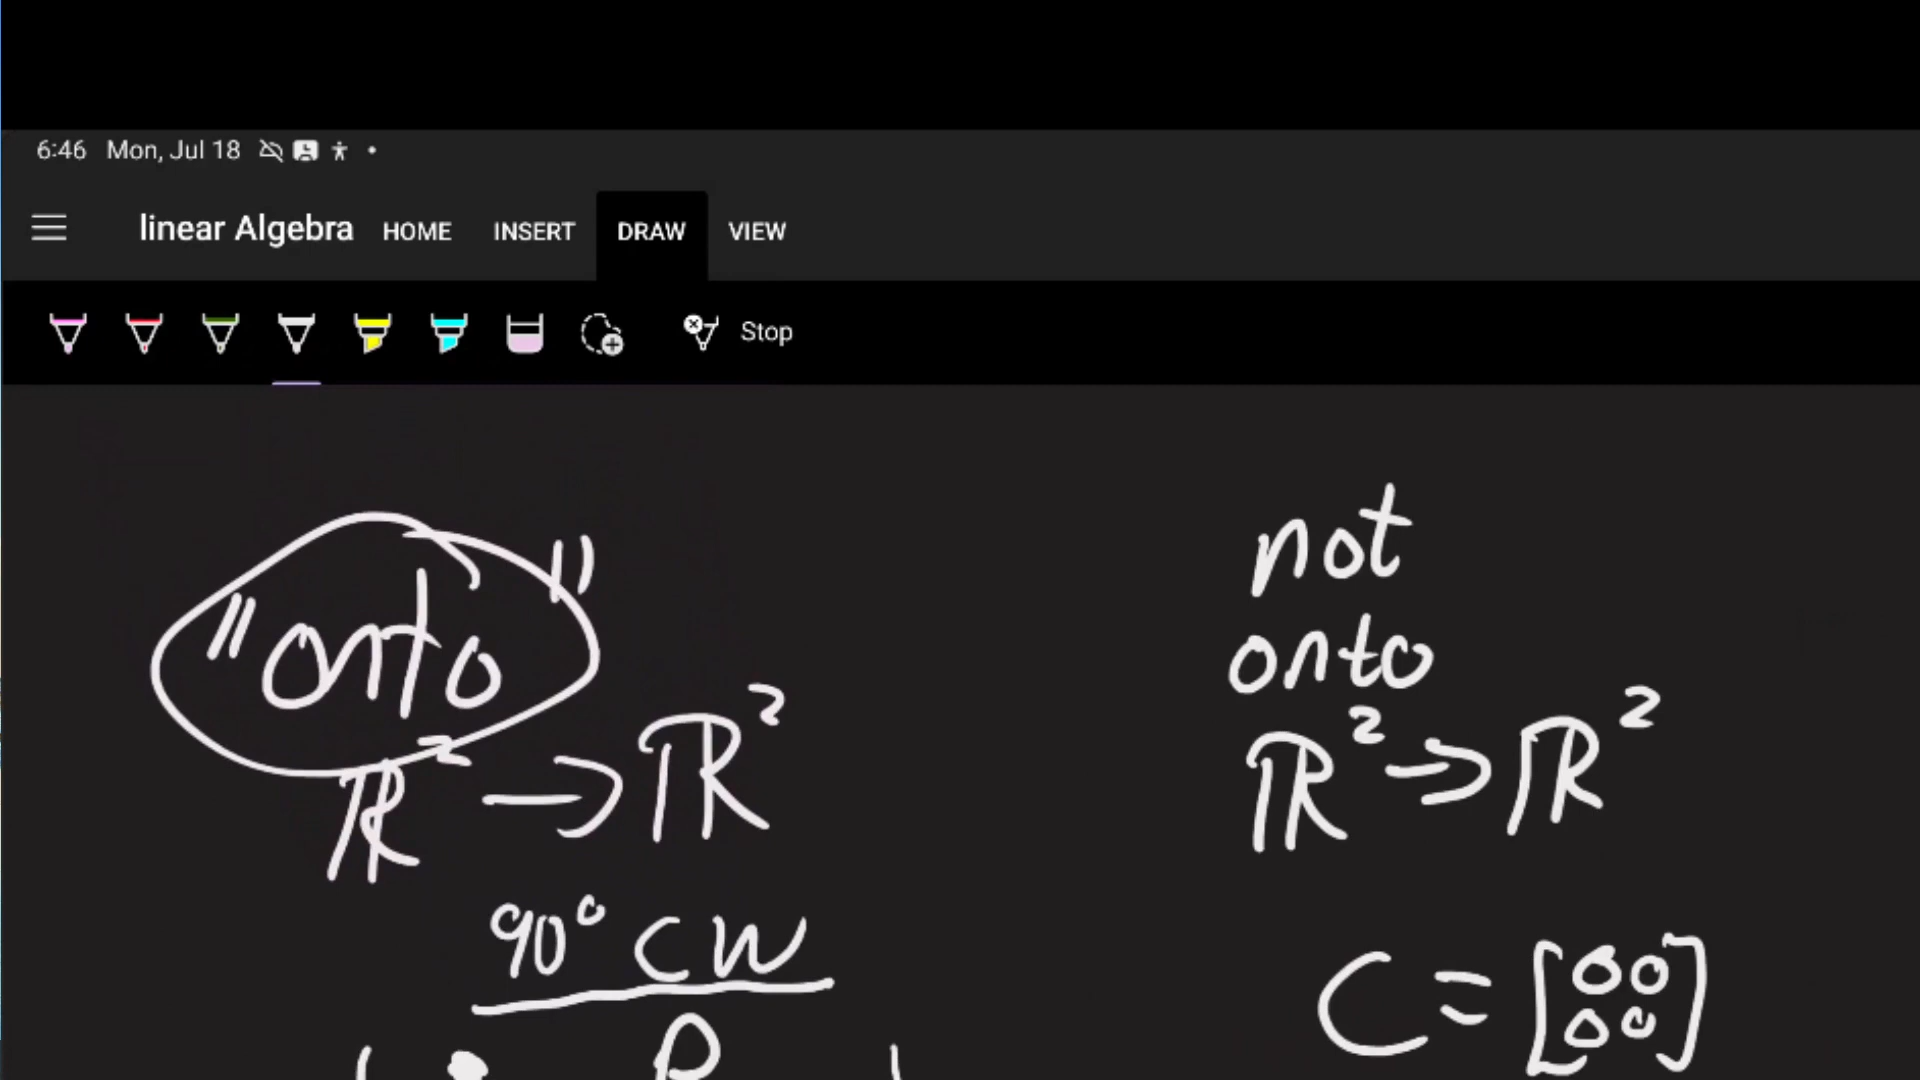 6:46 Mon, Jul 18
linear Algebra HOME INSERT DRAW VIEW
Stop
"onto"
ℝ² → ℝ²
90° CW
not
onto
ℝ² → ℝ²
C = [0 0
0 0]